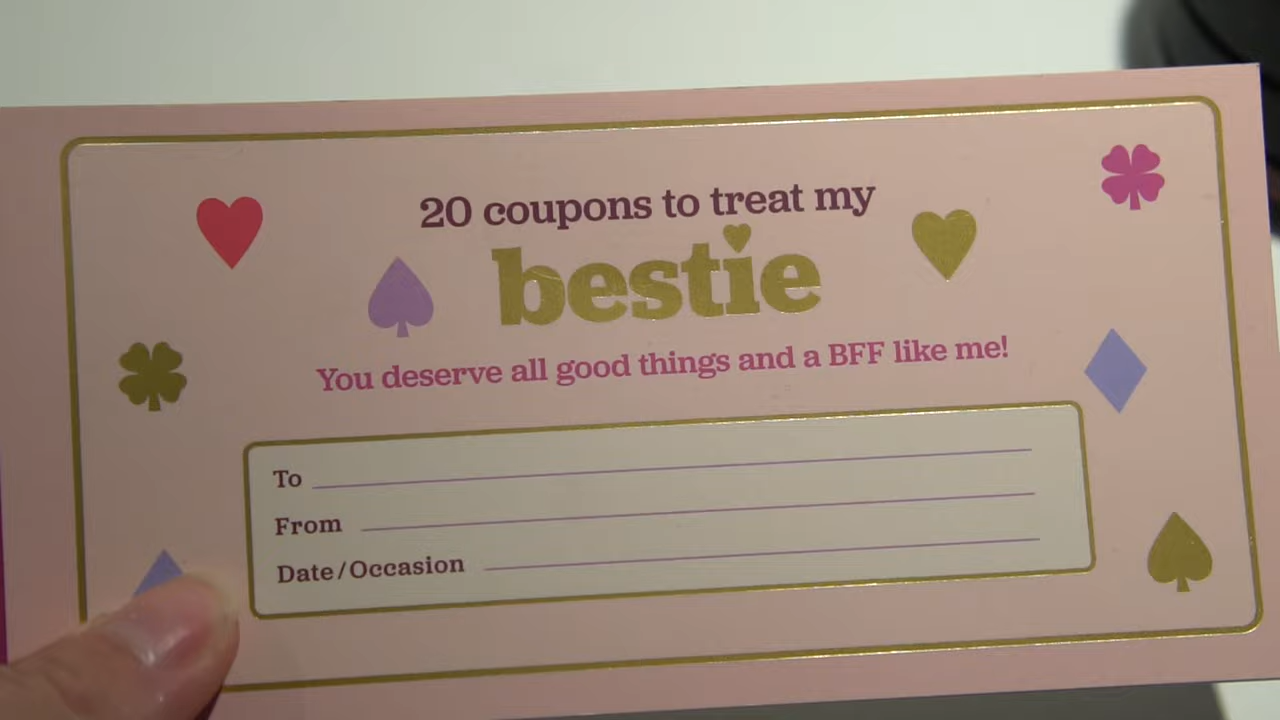 20 coupons to treat my
bestie
You deserve all good things and a BFF like me!
To
From
Date/Occasion